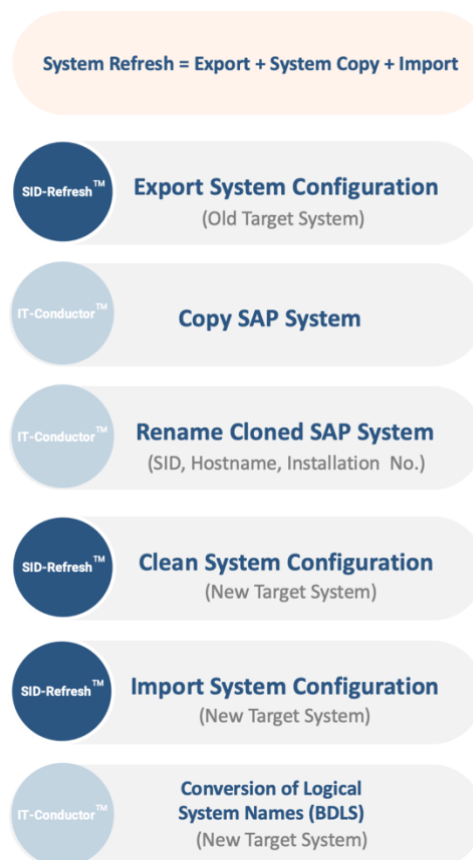 System Refresh = Export + System Copy + Import
SID-Refresh™
Export System Configuration
(Old Target System)
IT-Conductor™
Copy SAP System
IT-Conductor™
Rename Cloned SAP System
(SID, Hostname, Installation No.)
SID-Refresh™
Clean System Configuration
(New Target System)
SID-Refresh™
Import System Configuration
(New Target System)
IT-Conductor™
Conversion of Logical
System Names (BDLS)
(New Target System)